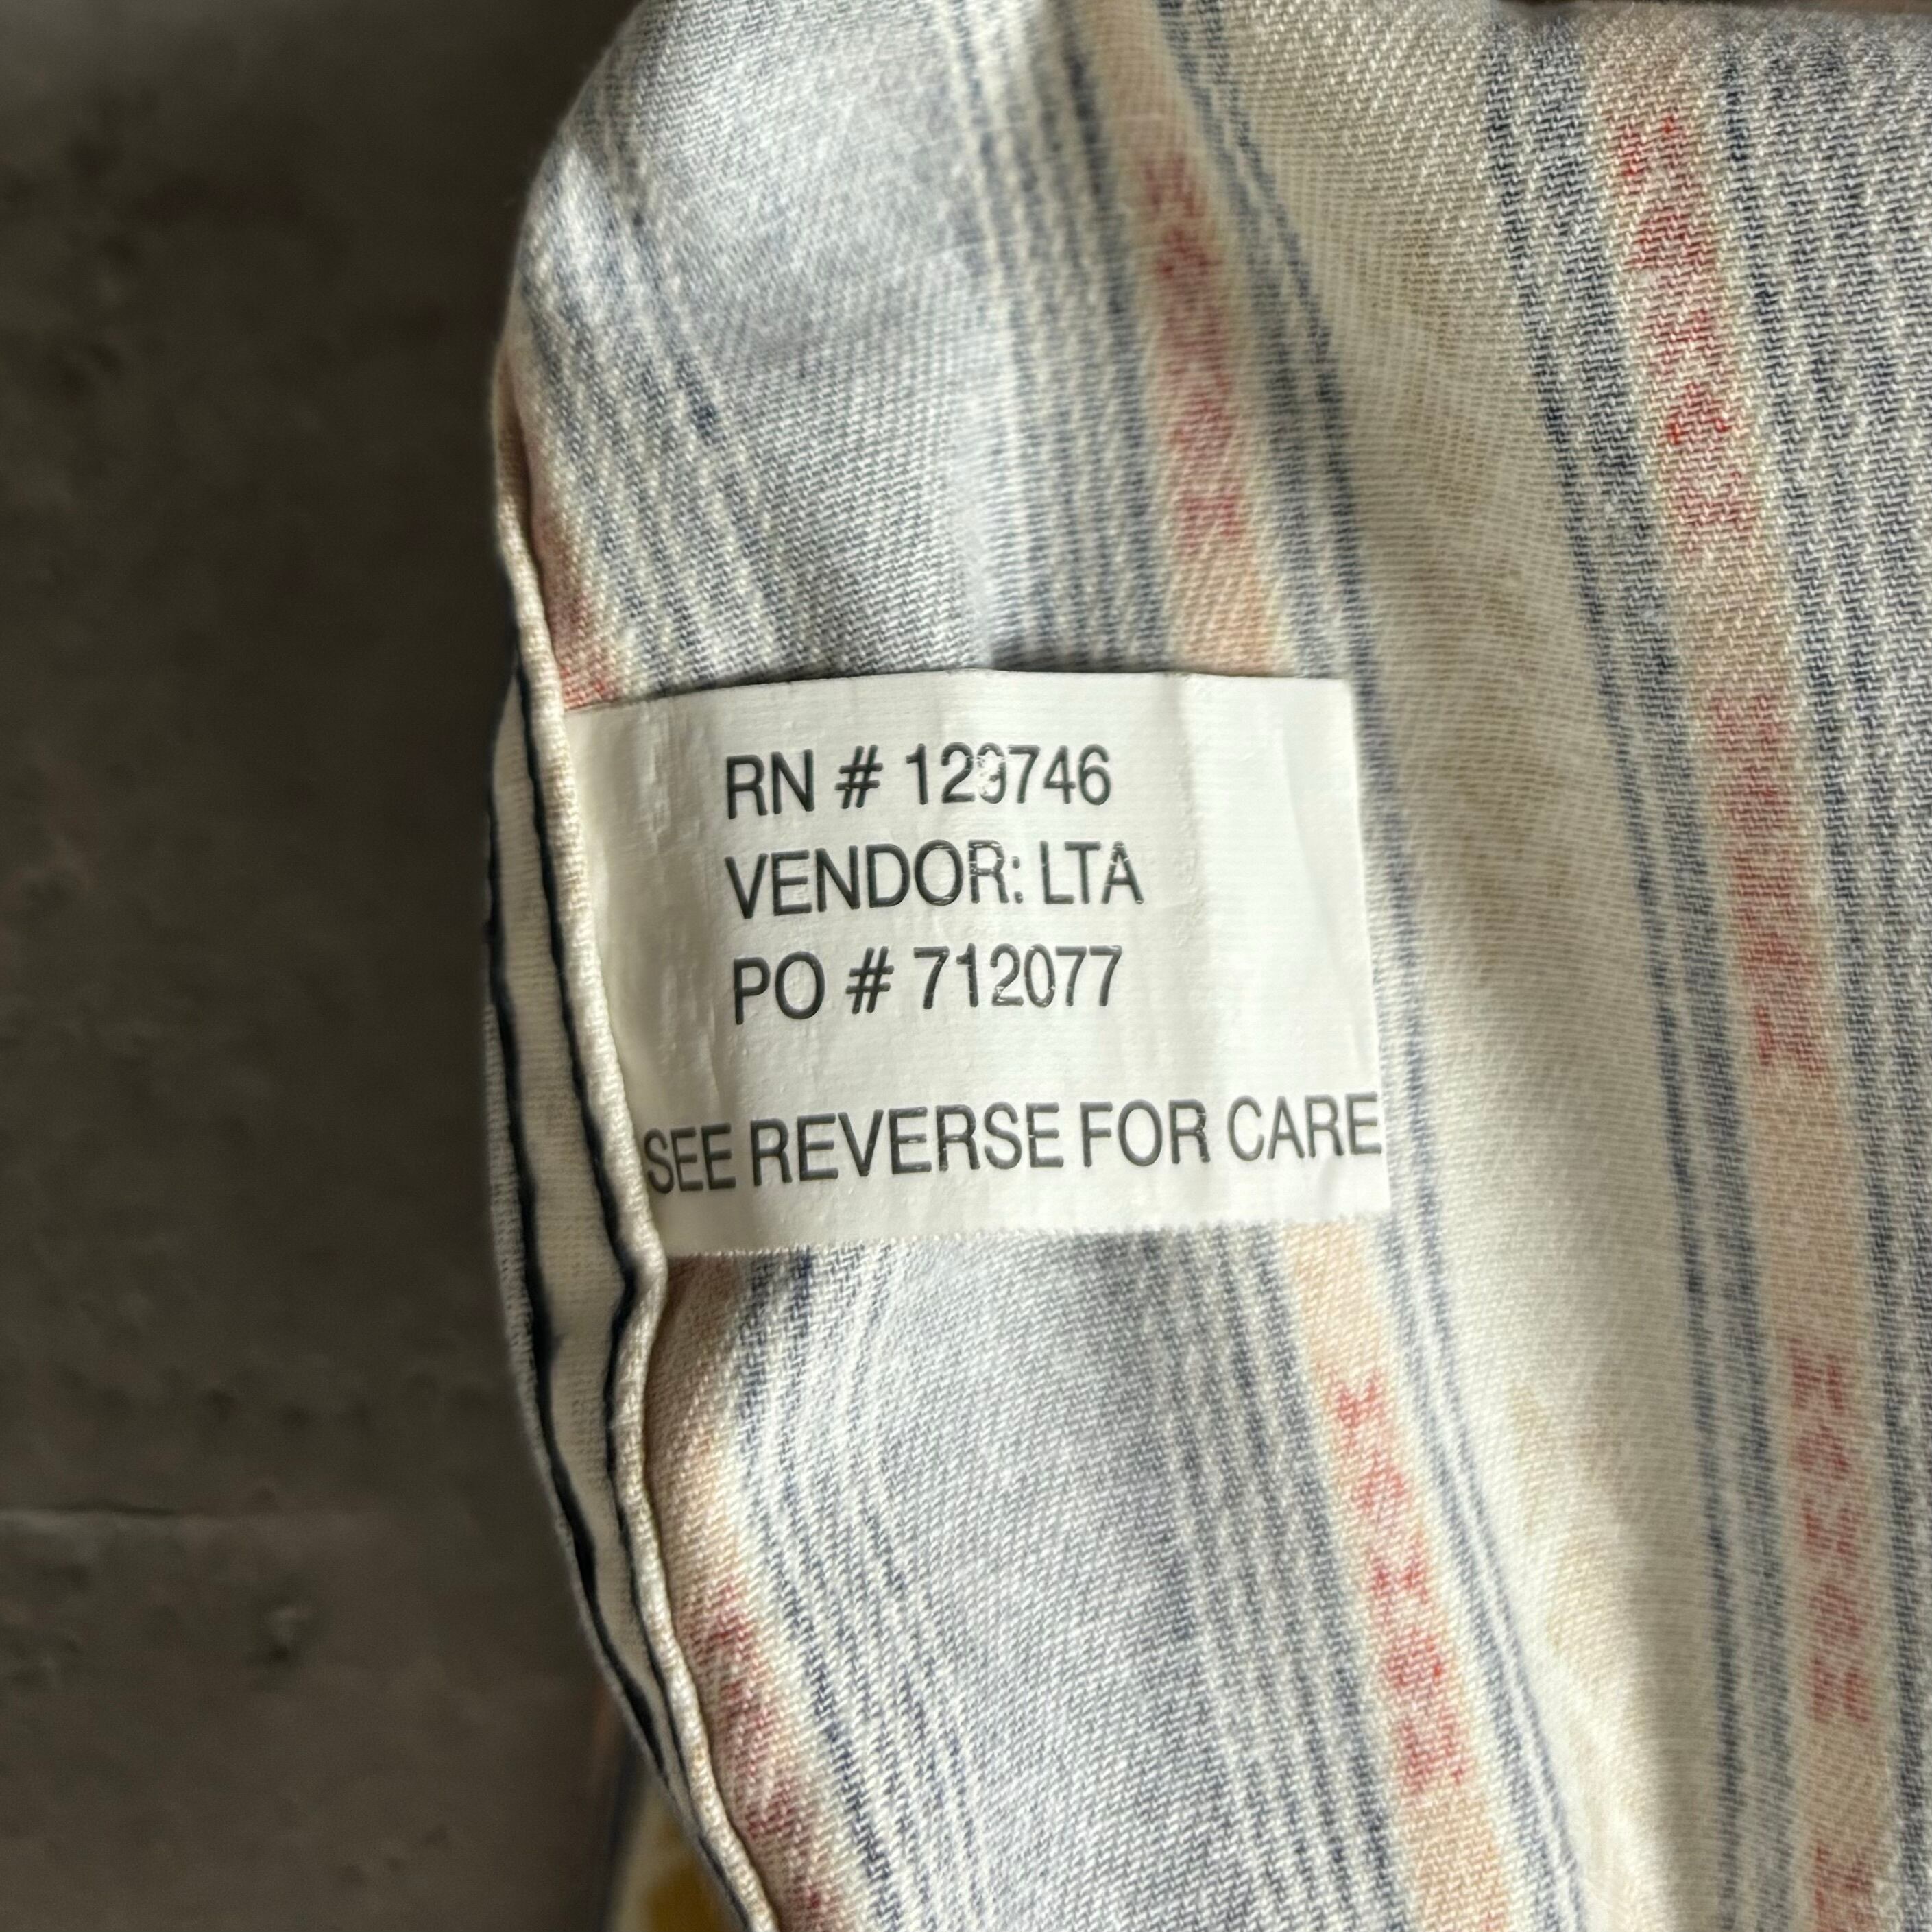 RN # 129746
VENDOR: LTA
PO # 712077
SEE REVERSE FOR CARE